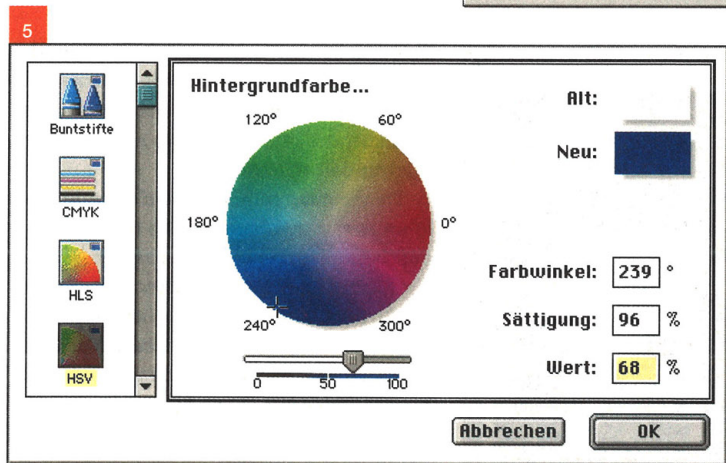 5
Buntstifte
CMYK
HLS
HSV
Hintergrundfarbe...
120°
60°
180°
0°
240°
300°
0 50 100
Alt:
Neu:
Farbwinkel: 239 °
Sättigung: 96 %
Wert: 68 %
Abbrechen
OK